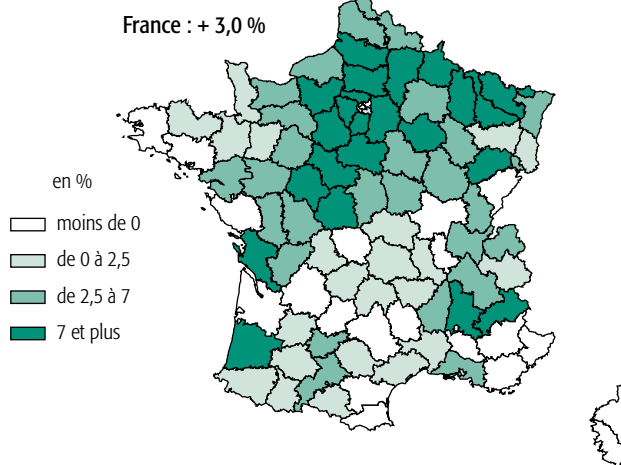 France : + 3,0 %
en %
moins de 0
de 0 à 2,5
de 2,5 à 7
7 et plus